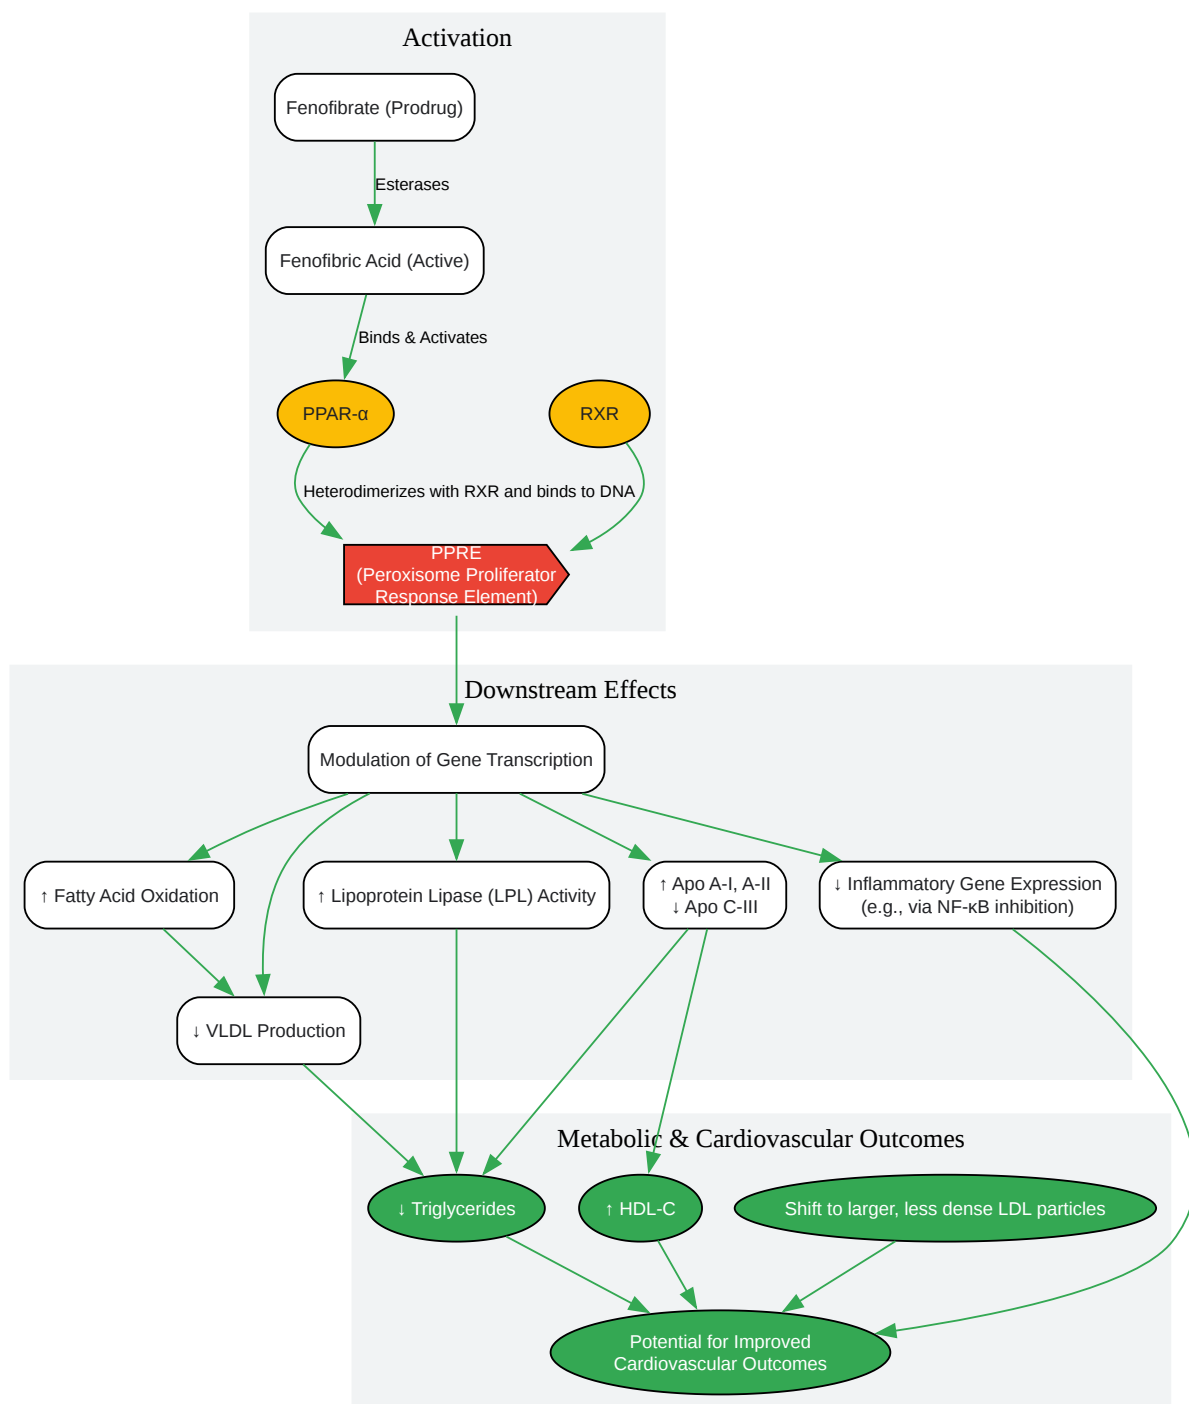 Activation
Fenofibrate (Prodrug)
Esterases
Fenofibric Acid (Active)
Binds & Activates
PPAR-α
RXR
Heterodimerizes with RXR and binds to DNA
PPRE
(Peroxisome Proliferator
Response Element)
Downstream Effects
Modulation of Gene Transcription
↑ Fatty Acid Oxidation
↑ Lipoprotein Lipase (LPL) Activity
↑ Apo A-I, A-II
↓ Apo C-III
↓ Inflammatory Gene Expression
(e.g., via NF-κB inhibition)
↓ VLDL Production
Metabolic & Cardiovascular Outcomes
↓ Triglycerides
↑ HDL-C
Shift to larger, less dense LDL particles
Potential for Improved
Cardiovascular Outcomes